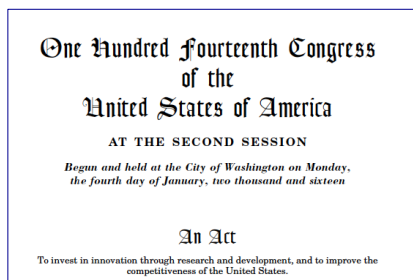 One Hundred Fourteenth Congress
of the
United States of America
AT THE SECOND SESSION
Begun and held at the City of Washington on Monday,
the fourth day of January, two thousand and sixteen
An Act
To invest in innovation through research and development, and to improve the
competitiveness of the United States.